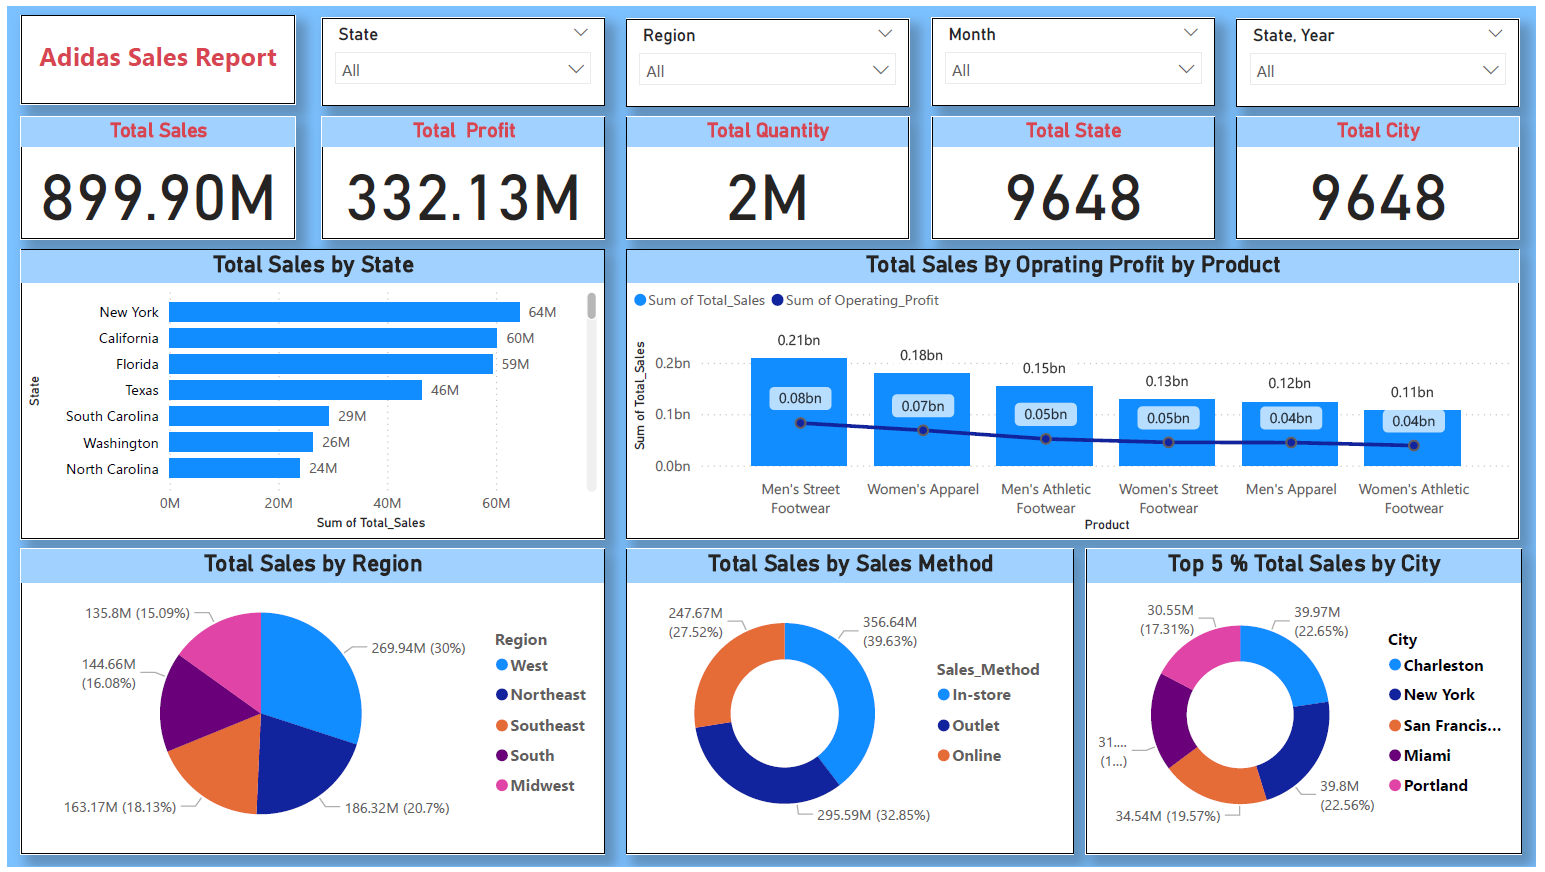 Adidas Sales Report
State
All
Region
All
Month
All
State, Year
All
Total Sales
899.90M
Total  Profit
332.13M
Total Quantity
2M
Total State
9648
Total City
9648
Total Sales by State
State
New York
64M
California
60M
Florida
59M
Texas
46M
South Carolina
29M
Washington
26M
North Carolina
24M
0M
20M
40M
60M
Sum of Total_Sales
Total Sales By Oprating Profit by Product
Sum of Total_Sales
Sum of Operating_Profit
Sum of Total_Sales
0.2bn
0.1bn
0.0bn
0.21bn
0.18bn
0.15bn
0.13bn
0.12bn
0.11bn
0.08bn
0.07bn
0.05bn
0.05bn
0.04bn
0.04bn
Men's Street
Footwear
Women's Apparel
Men's Athletic
Footwear
Women's Street
Footwear
Men's Apparel
Women's Athletic
Footwear
Product
Total Sales by Region
135.8M (15.09%)
144.66M
(16.08%)
163.17M (18.13%)
269.94M (30%)
186.32M (20.7%)
Region
West
Northeast
Southeast
South
Midwest
Total Sales by Sales Method
247.67M
(27.52%)
356.64M
(39.63%)
295.59M (32.85%)
Sales_Method
In-store
Outlet
Online
Top 5 % Total Sales by City
30.55M
(17.31%)
39.97M
(22.65%)
31....
(1...)
34.54M (19.57%)
39.8M
(22.56%)
City
Charleston
New York
San Francis...
Miami
Portland